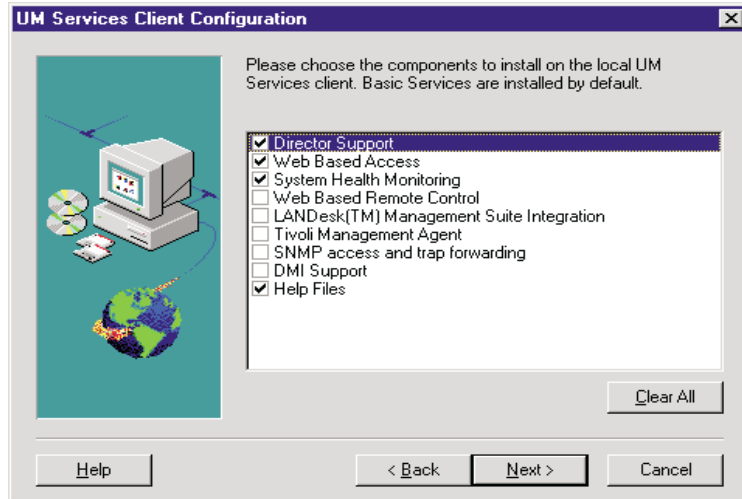 UM Services Client Configuration
Please choose the components to install on the local UM
Services client. Basic Services are installed by default.
Director Support
Web Based Access
System Health Monitoring
Web Based Remote Control
LANDesk(TM) Management Suite Integration
Tivoli Management Agent
SNMP access and trap forwarding
DMI Support
Help Files
Clear All
Help
< Back
Next >
Cancel